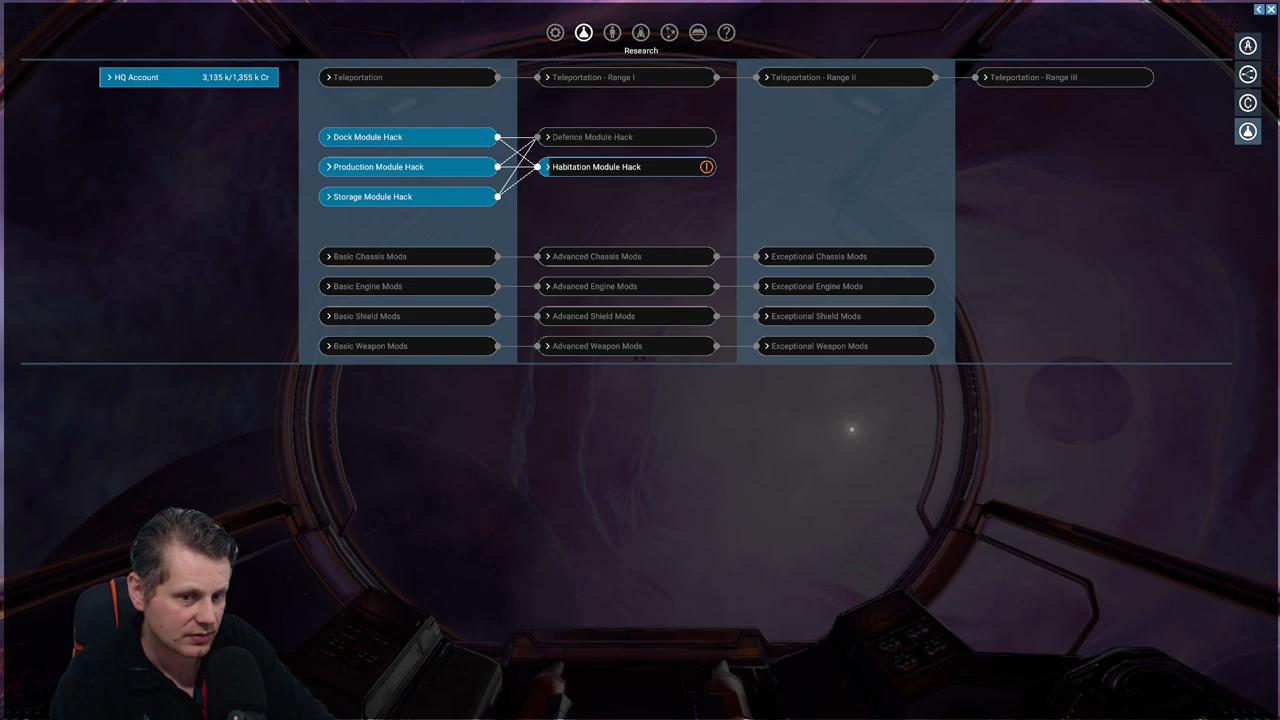 Research
HQ Account 3,135 k/1,355 k Cr
Teleportation
Teleportation - Range I
Teleportation - Range II
Teleportation - Range III
Dock Module Hack
Defence Module Hack
Production Module Hack
Habitation Module Hack
Storage Module Hack
Basic Chassis Mods
Advanced Chassis Mods
Exceptional Chassis Mods
Basic Engine Mods
Advanced Engine Mods
Exceptional Engine Mods
Basic Shield Mods
Advanced Shield Mods
Exceptional Shield Mods
Basic Weapon Mods
Advanced Weapon Mods
Exceptional Weapon Mods